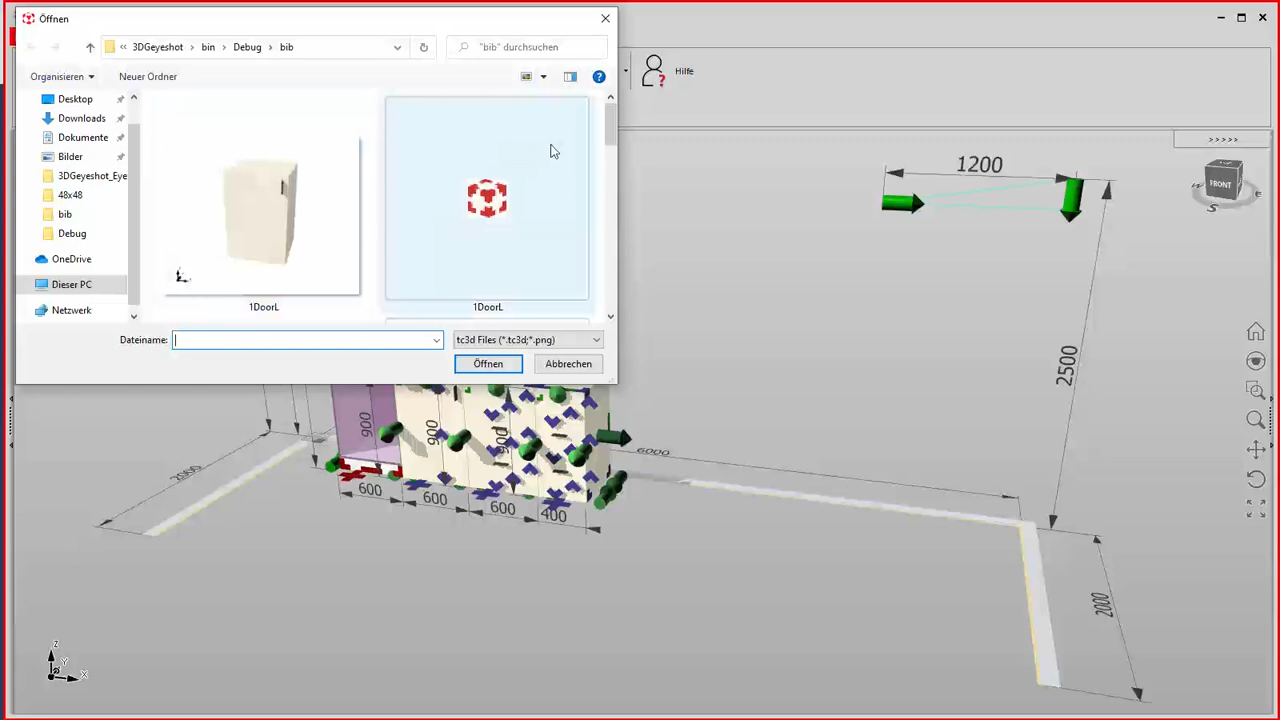 Öffnen
3DGeyeshot
bin
Debug
bib
"bib" durchsuchen
Organisieren
Neuer Ordner
Hilfe
Desktop
Downloads
Dokumente
Bilder
3DGeyeshot_Eye
48x48
bib
Debug
OneDrive
Dieser PC
Netzwerk
1DoorL
1DoorL
Dateiname:
tc3d Files (*.tc3d;*.png)
Öffnen
Abbrechen
>>>>>
1200
FRONT
W
S
E
2500
900
900
900
6000
2000
600
600
600
400
2000
Z
Y
X